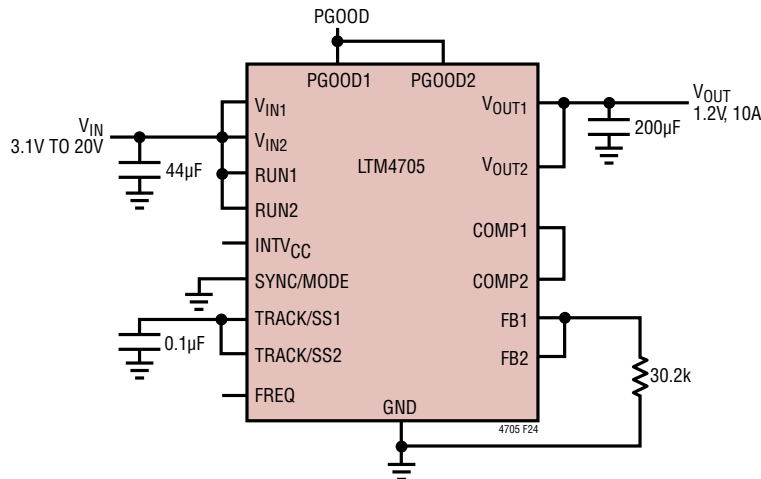 PGOOD
PGOOD1 PGOOD2
VIN
3.1V TO 20V
44µF
VIN1
VIN2
RUN1
RUN2
INTVCC
SYNC/MODE
TRACK/SS1
TRACK/SS2
0.1µF
FREQ
LTM4705
GND
VOUT1
VOUT2
COMP1
COMP2
FB1
FB2
VOUT
1.2V, 10A
200µF
30.2k
4705 F24